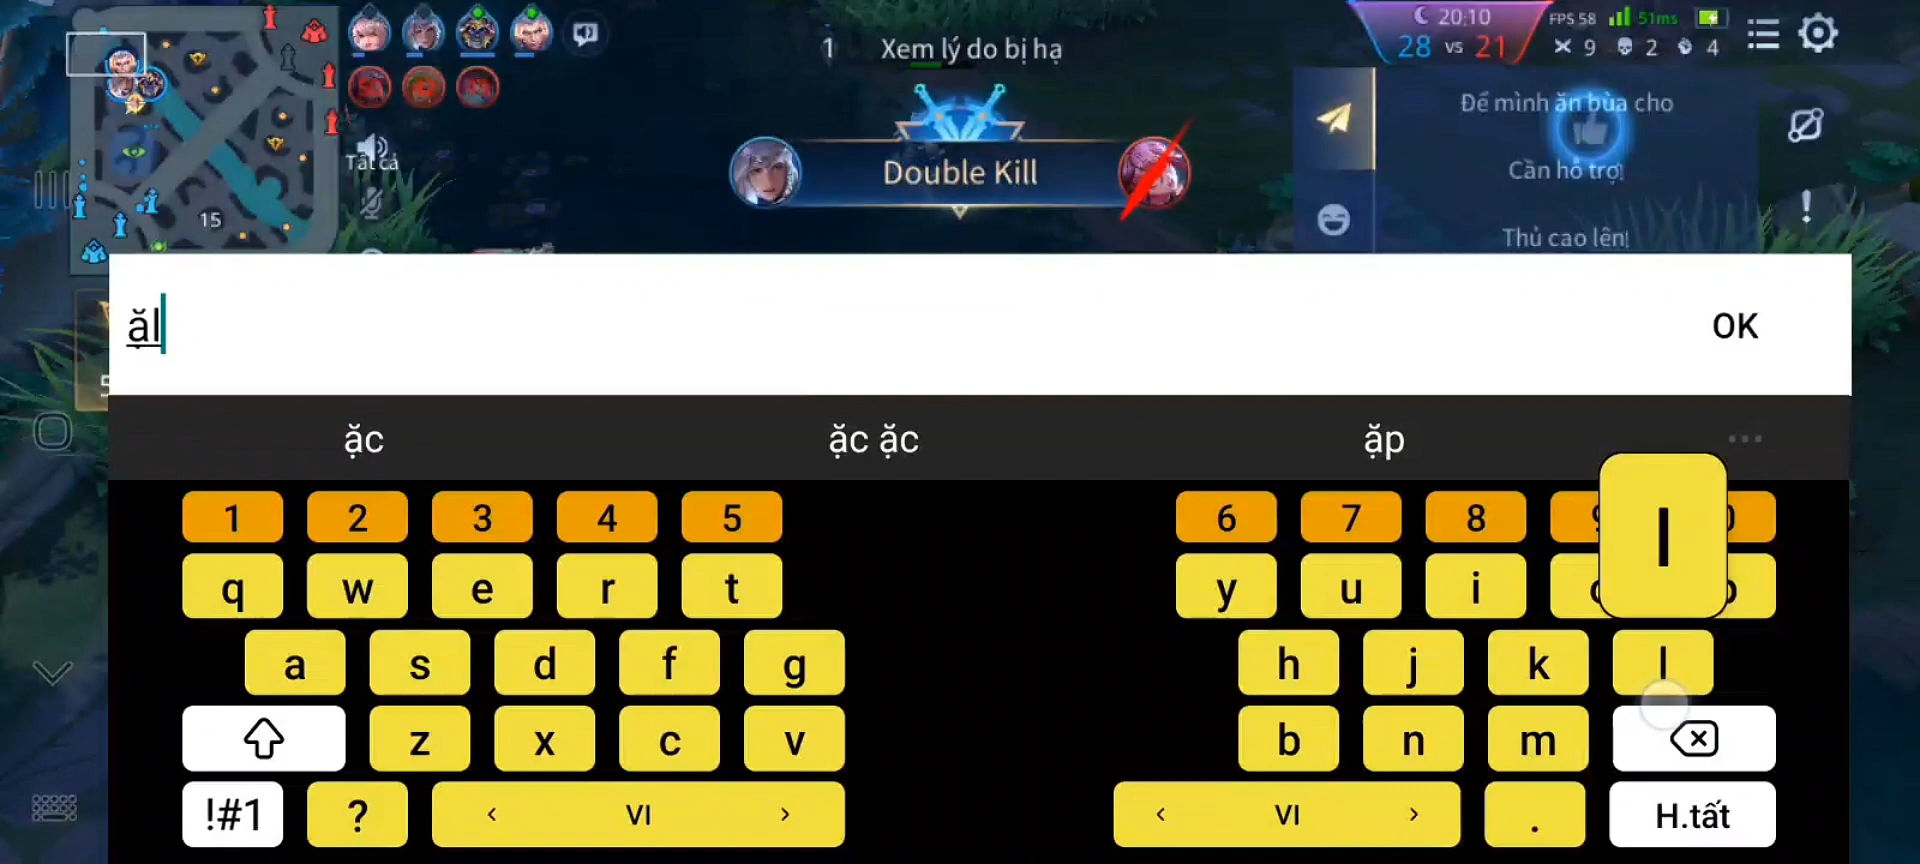 1 Xem lý do bị hạ
20:10
28 vs 21
FPS 58 51ms
9 2 4
Để mình ăn bùa cho
Cần hỗ trợ!
Thủ cao lên!
Tất cả
15
Double Kill
ặl
OK
ặc ặc ặc ặp ...
1 2 3 4 5 6 7 8
q w e r t y u i
l
a s d f g h j k l
z x c v b n m
!#1 ? < VI > < VI > . H.tất